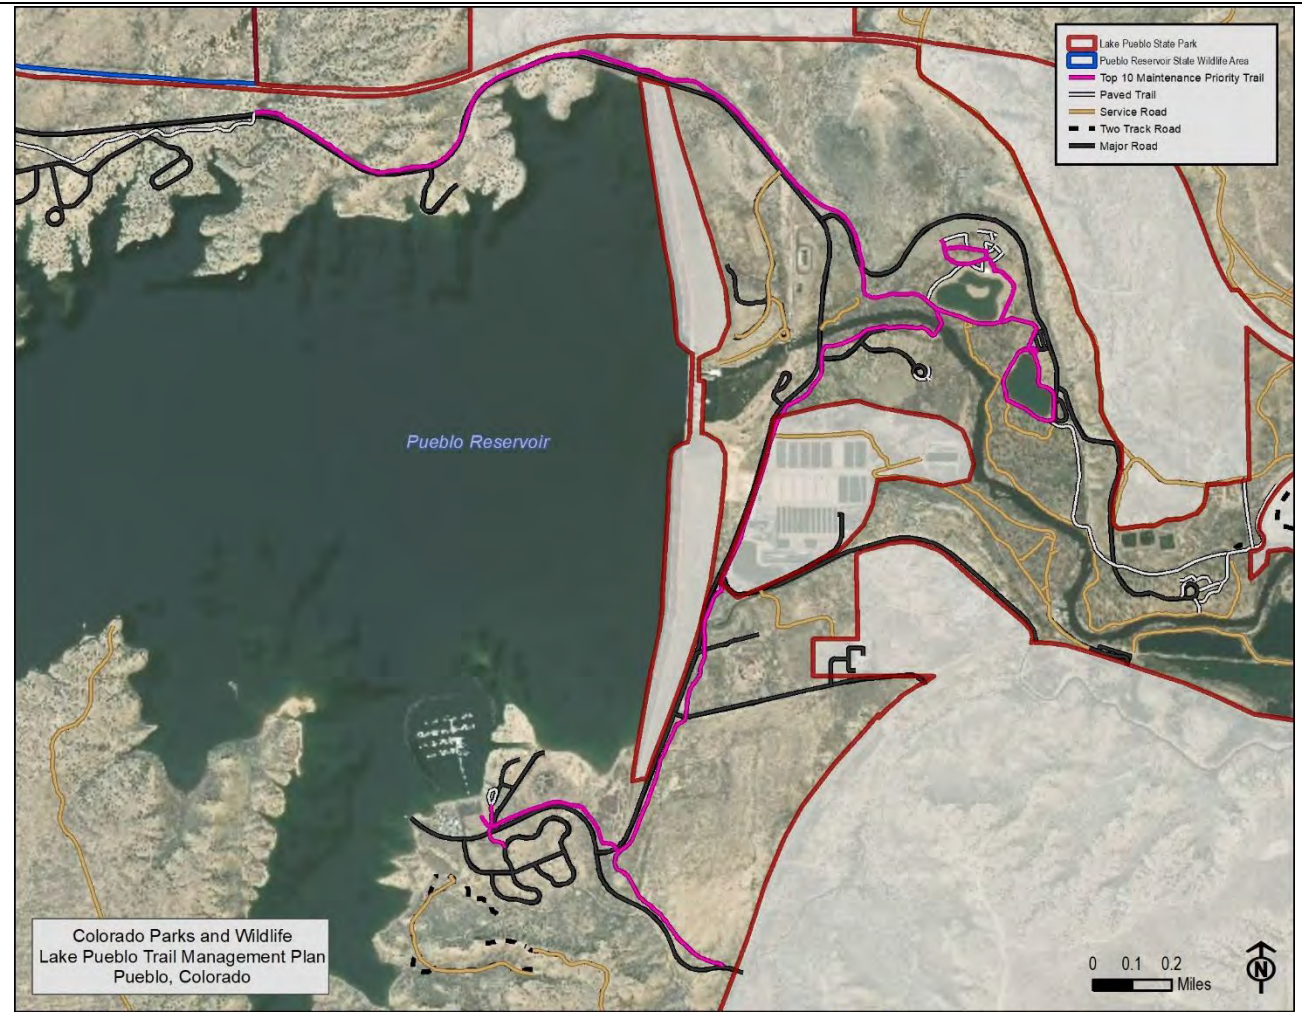 Lake Pueblo State Park
Pueblo Reservoir State Wildlife Area
Top 10 Maintenance Priority Trail
Paved Trail
Service Road
Two Track Road
Major Road
Pueblo Reservoir
Colorado Parks and Wildlife
Lake Pueblo Trail Management Plan
Pueblo, Colorado
0 0.1 0.2
Miles
N